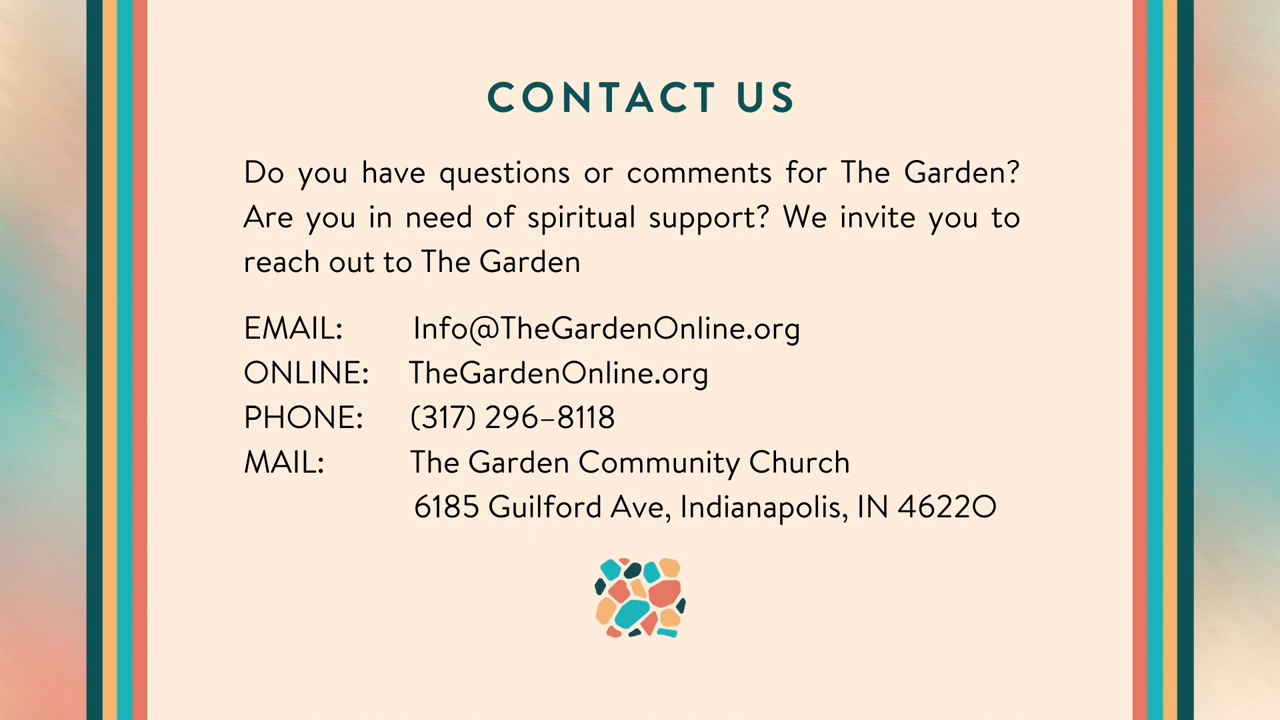 CONTACT US
Do you have questions or comments for The Garden?
Are you in need of spiritual support? We invite you to
reach out to The Garden
EMAIL: Info@TheGardenOnline.org
ONLINE: TheGardenOnline.org
PHONE: (317) 296–8118
MAIL: The Garden Community Church
6185 Guilford Ave, Indianapolis, IN 46220